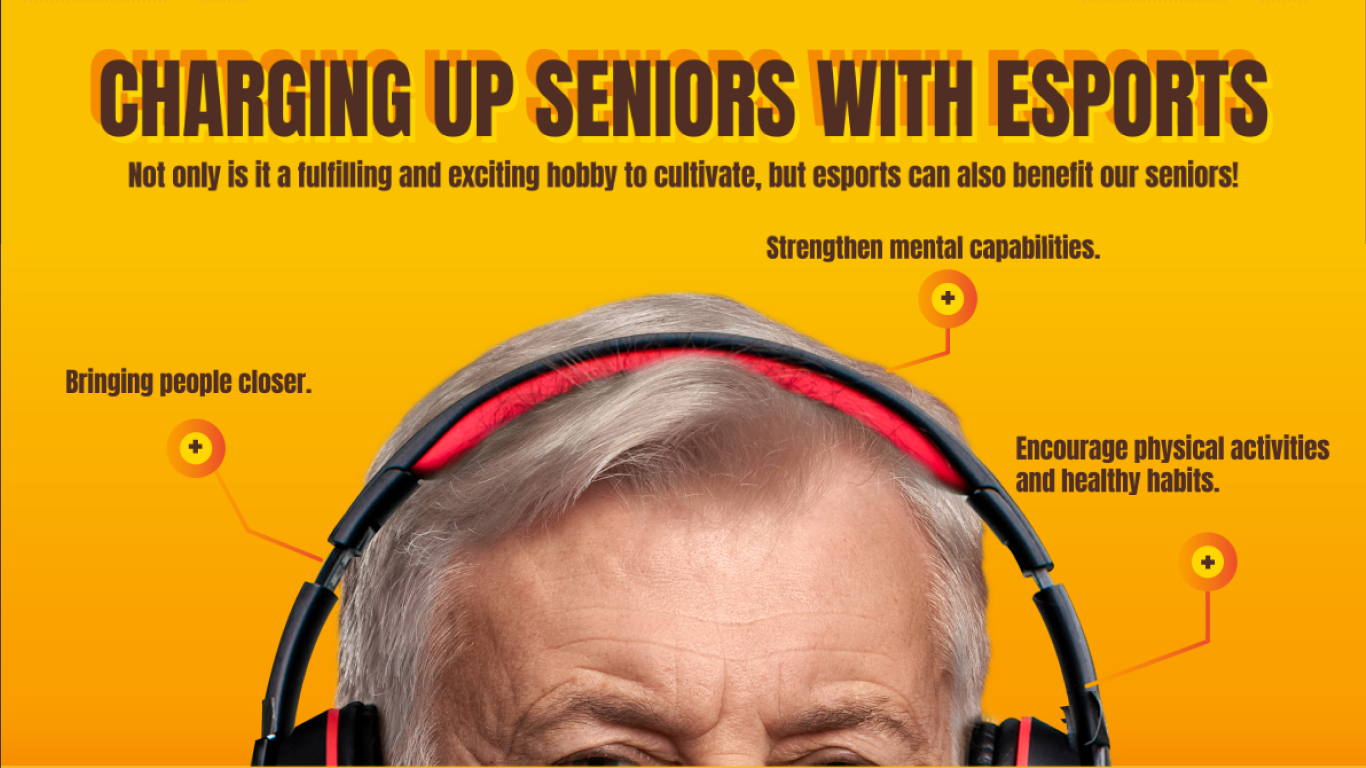 CHARGING UP SENIORS WITH ESPORTS
Not only is it a fulfilling and exciting hobby to cultivate, but esports can also benefit our seniors!
Strengthen mental capabilities.
Bringing people closer.
Encourage physical activities
and healthy habits.